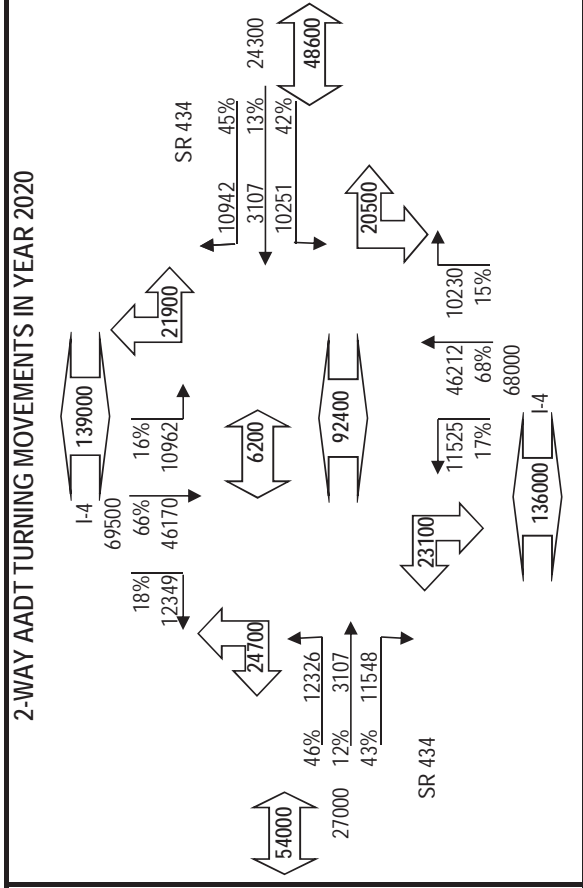 2-WAY AADT TURNING MOVEMENTS IN YEAR 2020
I-4
139000
69500
18% 66% 16%
12349 46170 10962
24700
21900
SR 434
54000
27000
46% 12326
12% 3107
43% 11548
SR 434
6200
92400
10942 45%
3107 13%
10251 42%
24300
48600
23100
20500
11525 46212 10230
17% 68% 15%
68000
136000
I-4